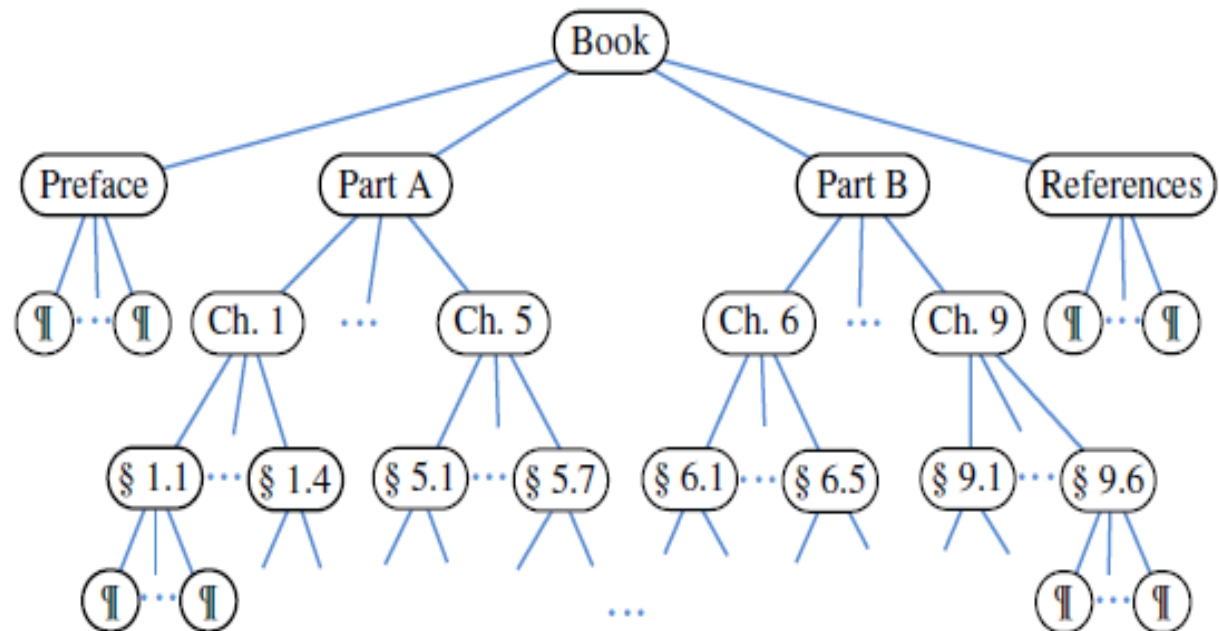 Book
Preface Part A Part B References
¶ ... ¶ Ch. 1 ... Ch. 5 Ch. 6 ... Ch. 9 ¶ ... ¶
§ 1.1 ... § 1.4 § 5.1 ... § 5.7 § 6.1 ... § 6.5 § 9.1 ... § 9.6
¶ ... ¶ ... ¶ ... ¶